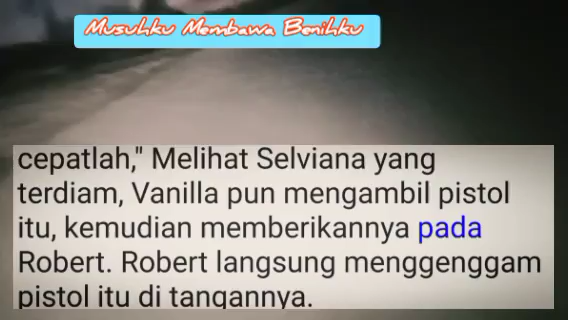 Musuhku Membawa Benihku
cepatlah," Melihat Selviana yang
terdiam, Vanilla pun mengambil pistol
itu, kemudian memberikannya pada
Robert. Robert langsung menggenggam
pistol itu di tangannya.